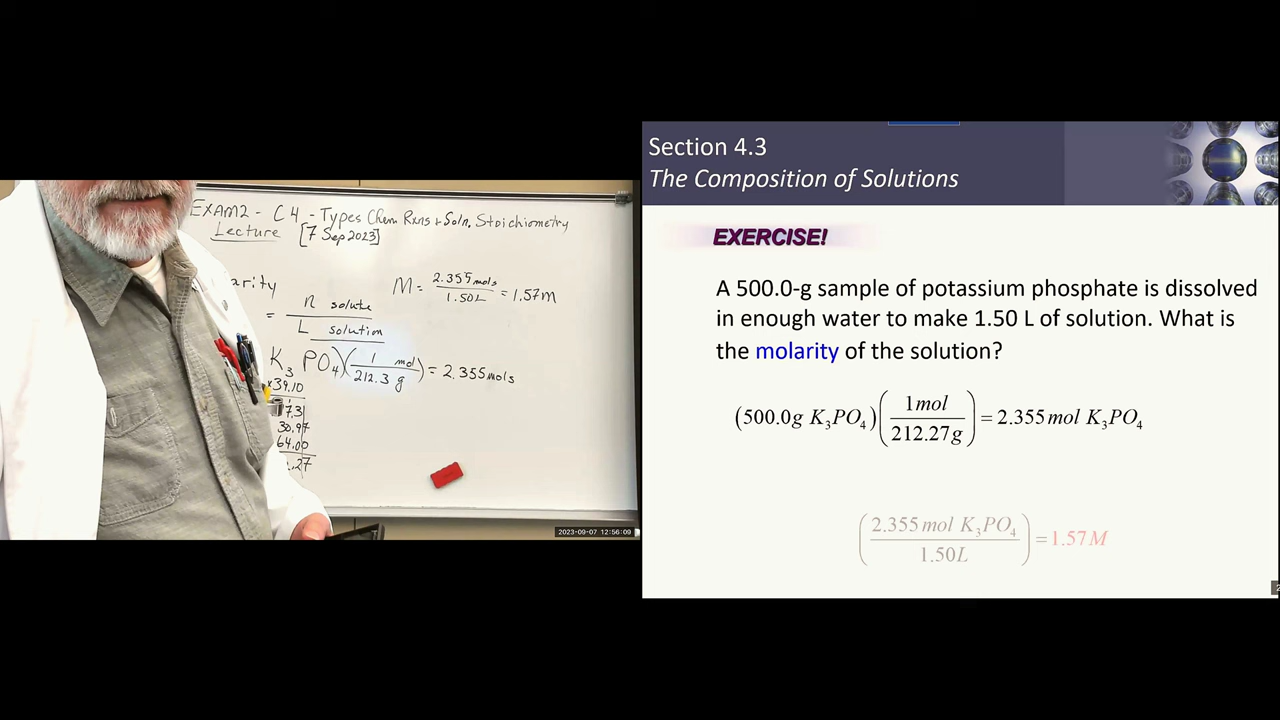 EXAM2 - C4 - Types Chem Rxns + Soln. Stoichiometry
Lecture [7 Sep 2023]
arity
= n solute
L solution
M = 2.355 mols
1.50L
= 1.57M
K3 PO4 ( 1 mol
212.3 g
) = 2.355 mols
×39.10
7.3
30.97
64.00
.27
2023-09-07 12:56:09
Section 4.3
The Composition of Solutions
EXERCISE!
A 500.0-g sample of potassium phosphate is dissolved
in enough water to make 1.50 L of solution. What is
the molarity of the solution?
(500.0g K3PO4) (1mol / 212.27g) = 2.355 mol K3PO4
(2.355 mol K3PO4 / 1.50L) = 1.57 M